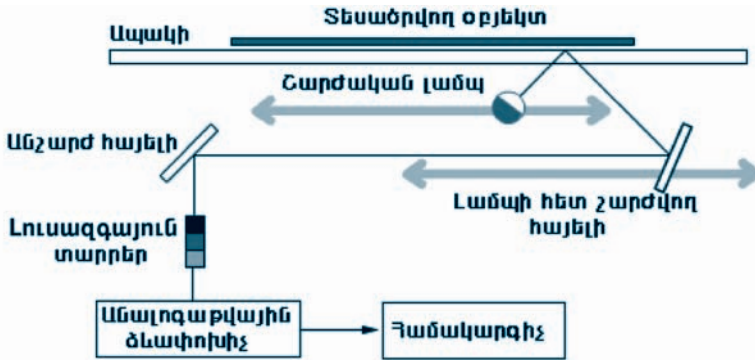 Տեսածրվող օբյեկտ
Ապակի
Շարժական լամպ
Անշարժ հայելի
Լամպի հետ շարժվող
հայելի
Լուսազգայուն
տարրեր
Անալոգաթվային
ձևափոխիչ
Համակարգիչ